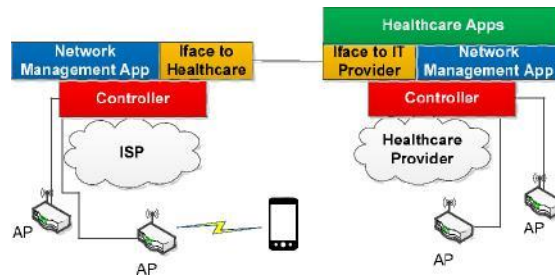 Healthcare Apps
Network
Management App
Iface to
Healthcare
Iface to IT
Provider
Network
Management App
Controller
Controller
ISP
Healthcare
Provider
AP
AP
AP
AP